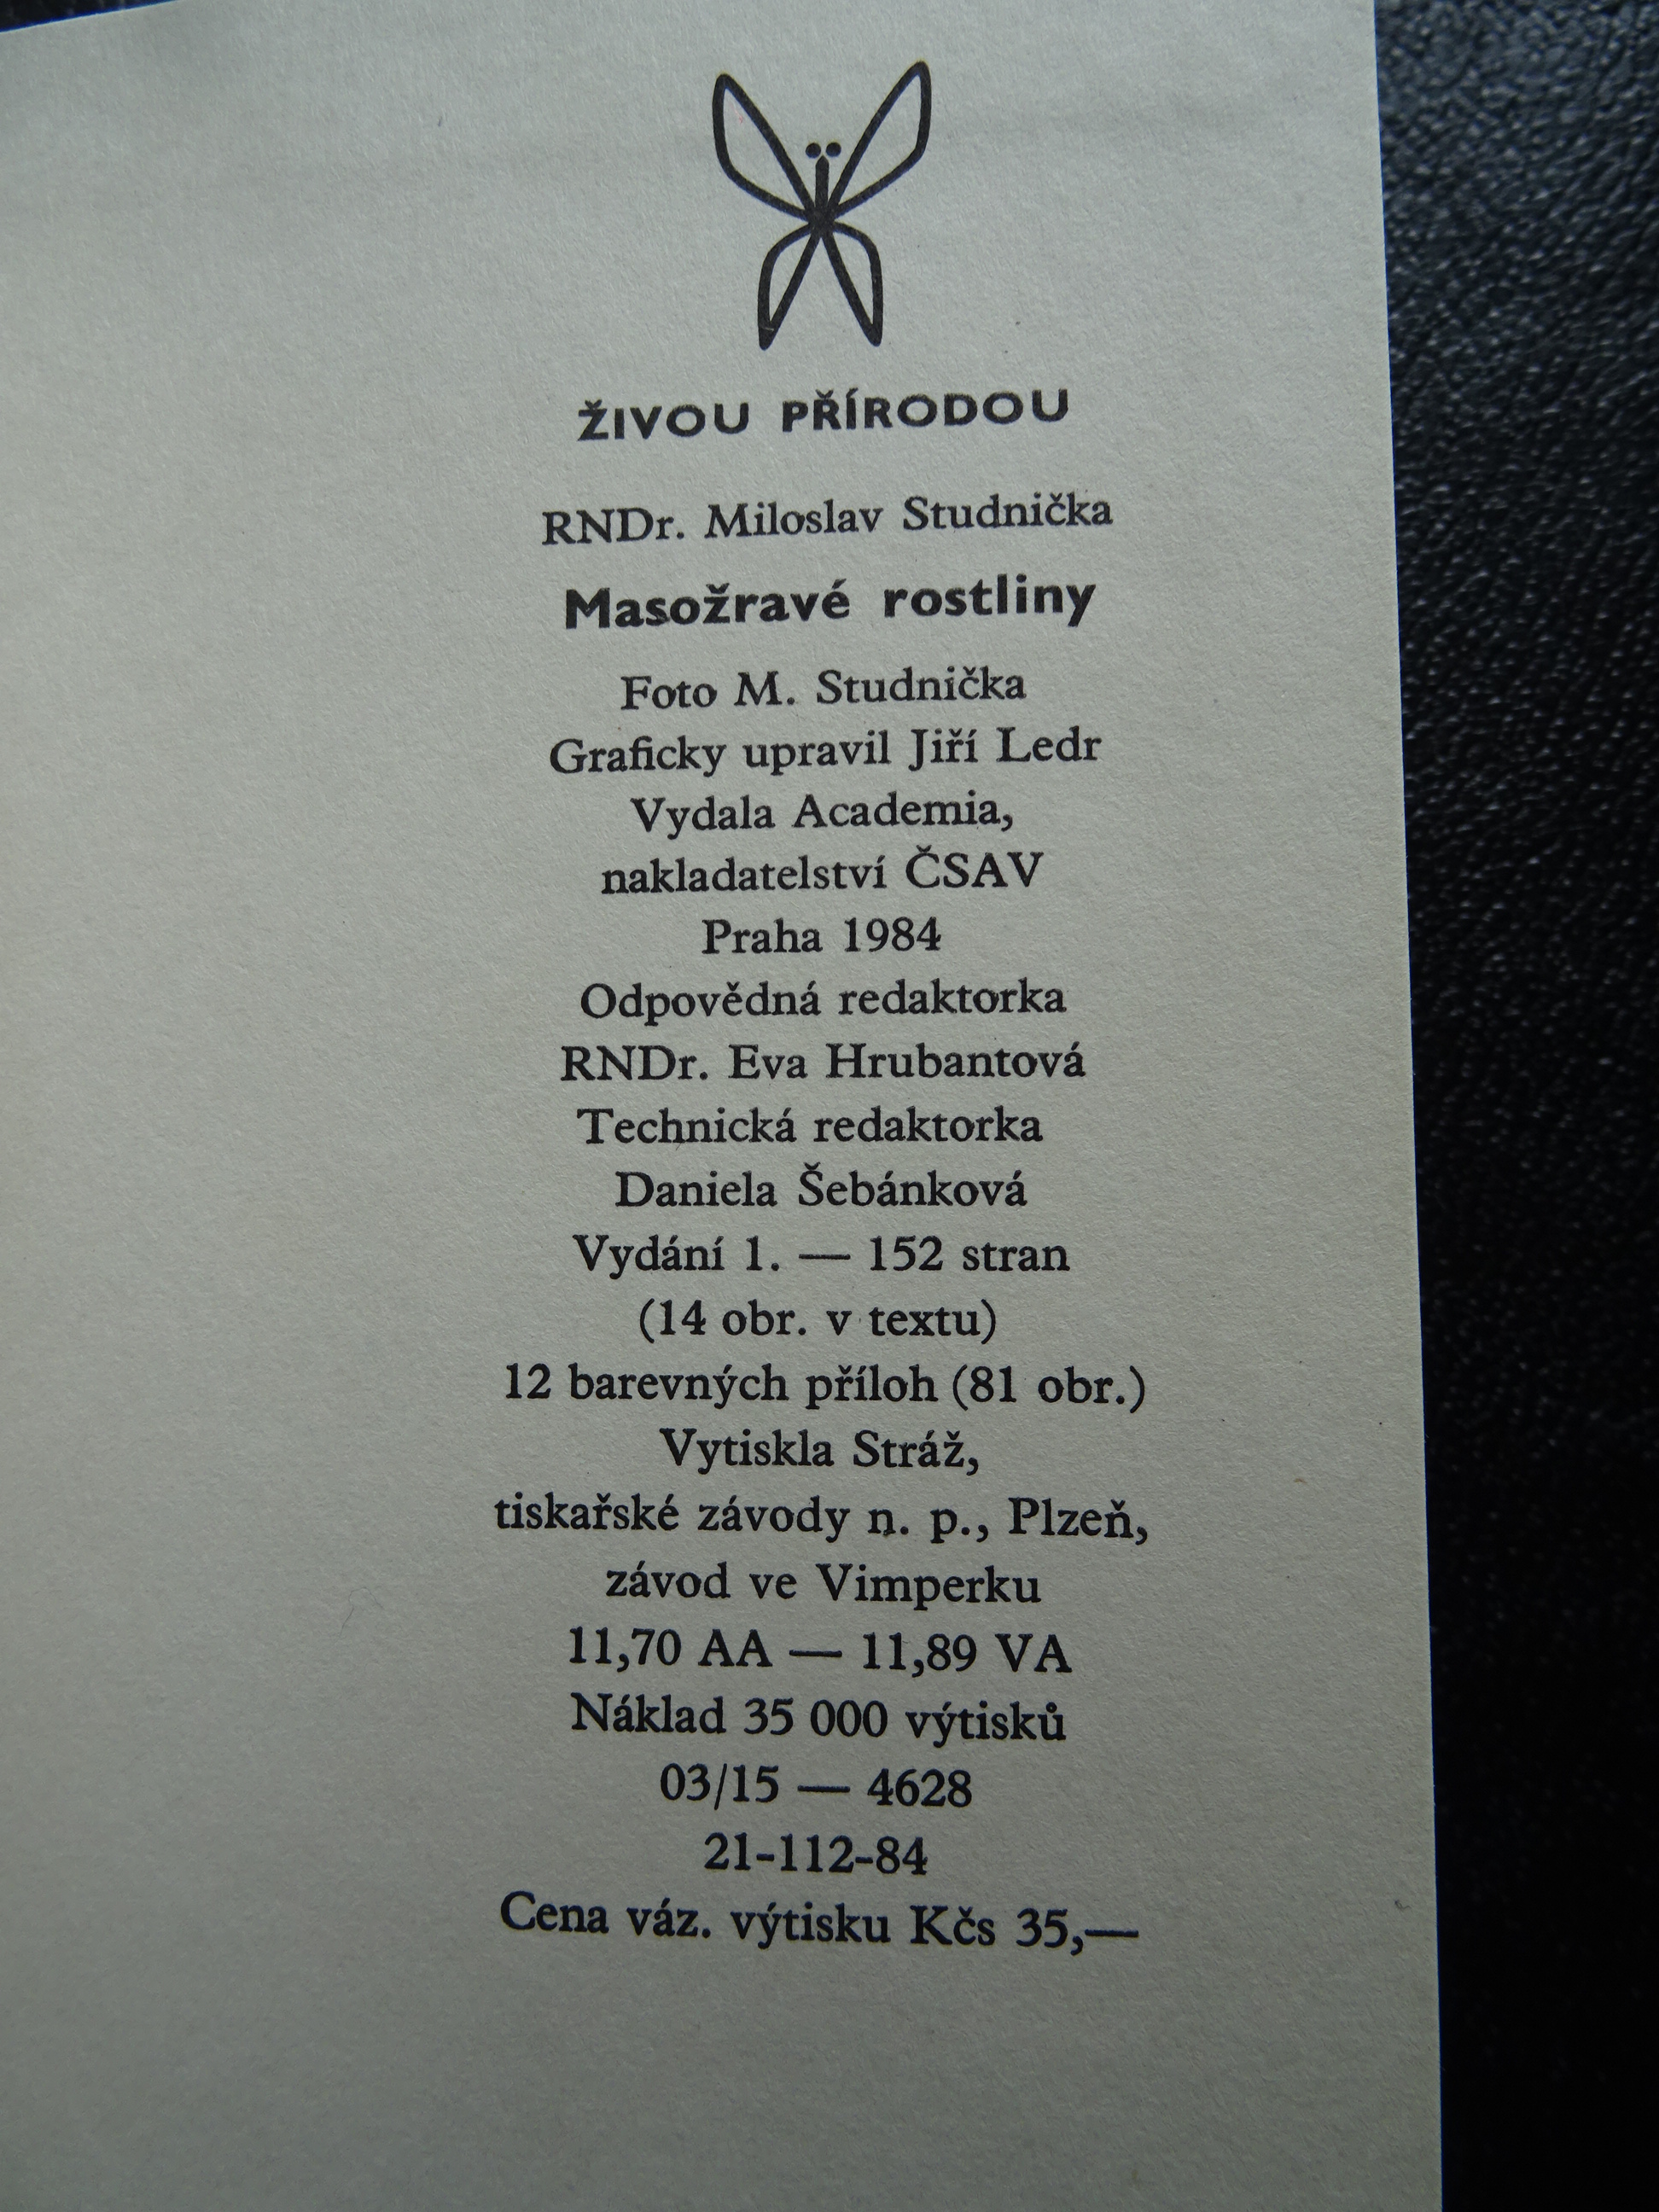 ŽIVOU PŘÍRODOU
RNDr. Miloslav Studnička
Masožravé rostliny
Foto M. Studnička
Graficky upravil Jiří Ledr
Vydala Academia,
nakladatelství ČSAV
Praha 1984
Odpovědná redaktorka
RNDr. Eva Hrubantová
Technická redaktorka
Daniela Šebánková
Vydání 1. — 152 stran
(14 obr. v textu)
12 barevných příloh (81 obr.)
Vytiskla Stráž,
tiskařské závody n. p., Plzeň,
závod ve Vimperku
11,70 AA — 11,89 VA
Náklad 35 000 výtisků
03/15 — 4628
21-112-84
Cena váz. výtisku Kčs 35,—